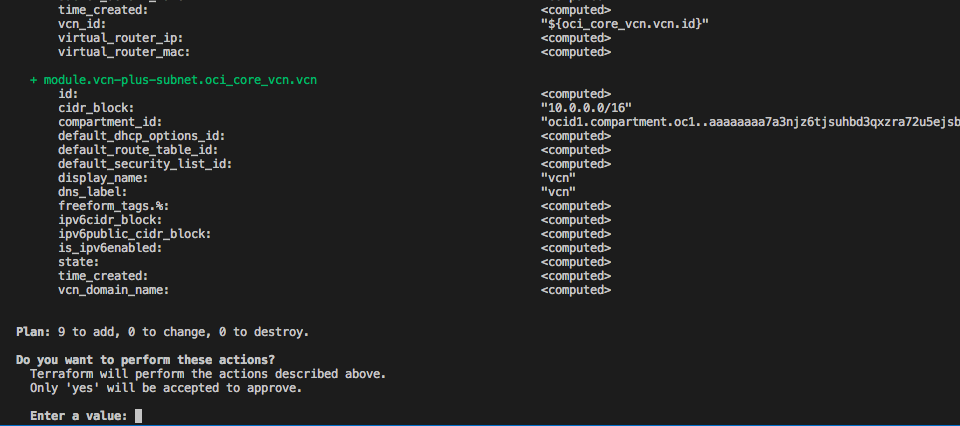 time_created: <computed>
vcn_id: "${oci_core_vcn.vcn.id}"
virtual_router_ip: <computed>
virtual_router_mac: <computed>
+ module.vcn-plus-subnet.oci_core_vcn.vcn
id: <computed>
cidr_block: "10.0.0.0/16"
compartment_id: "ocid1.compartment.oc1..aaaaaaaa7a3njz6tjsuhbd3qxzra72u5ejsb
default_dhcp_options_id: <computed>
default_route_table_id: <computed>
default_security_list_id: <computed>
display_name: "vcn"
dns_label: "vcn"
freeform_tags.%: <computed>
ipv6cidr_block: <computed>
ipv6public_cidr_block: <computed>
is_ipv6enabled: <computed>
state: <computed>
time_created: <computed>
vcn_domain_name: <computed>
Plan: 9 to add, 0 to change, 0 to destroy.
Do you want to perform these actions?
Terraform will perform the actions described above.
Only 'yes' will be accepted to approve.
Enter a value: